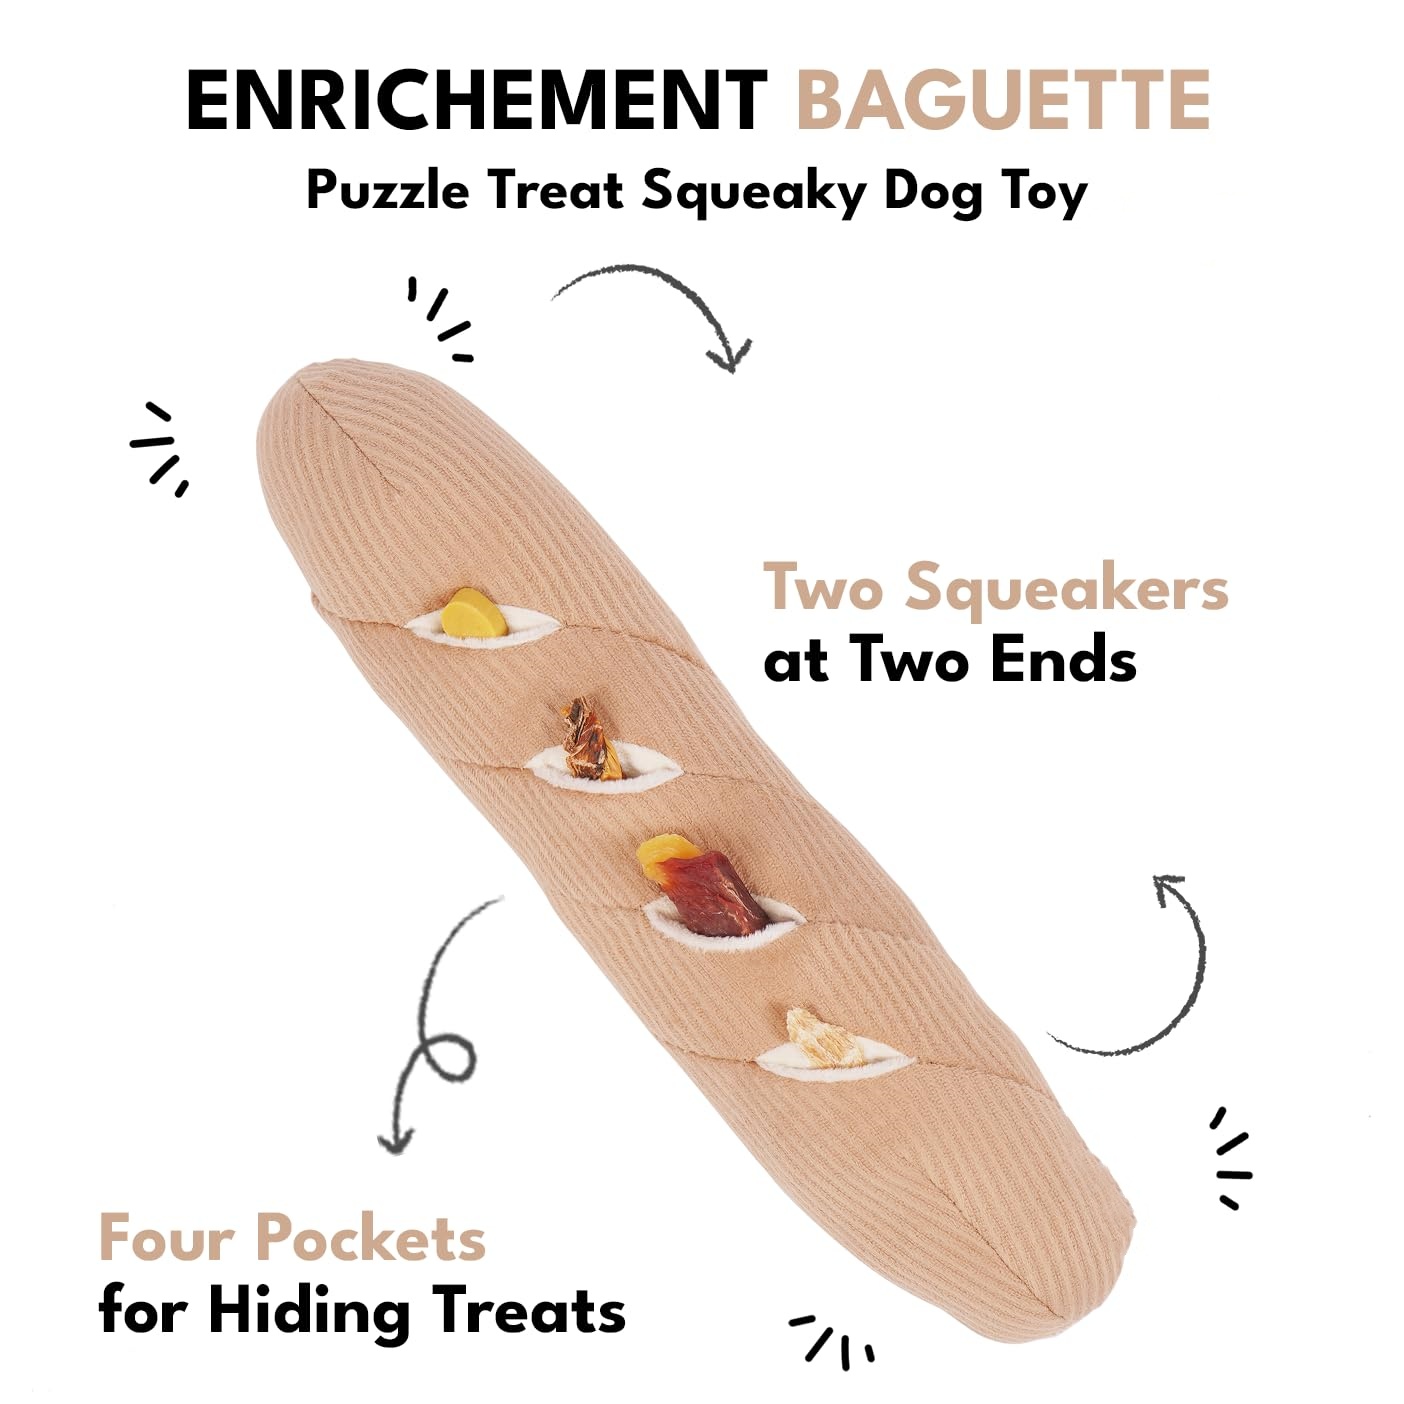 ENRICHEMENT BAGUETTE
Puzzle Treat Squeaky Dog Toy
Two Squeakers
at Two Ends
Four Pockets
for Hiding Treats